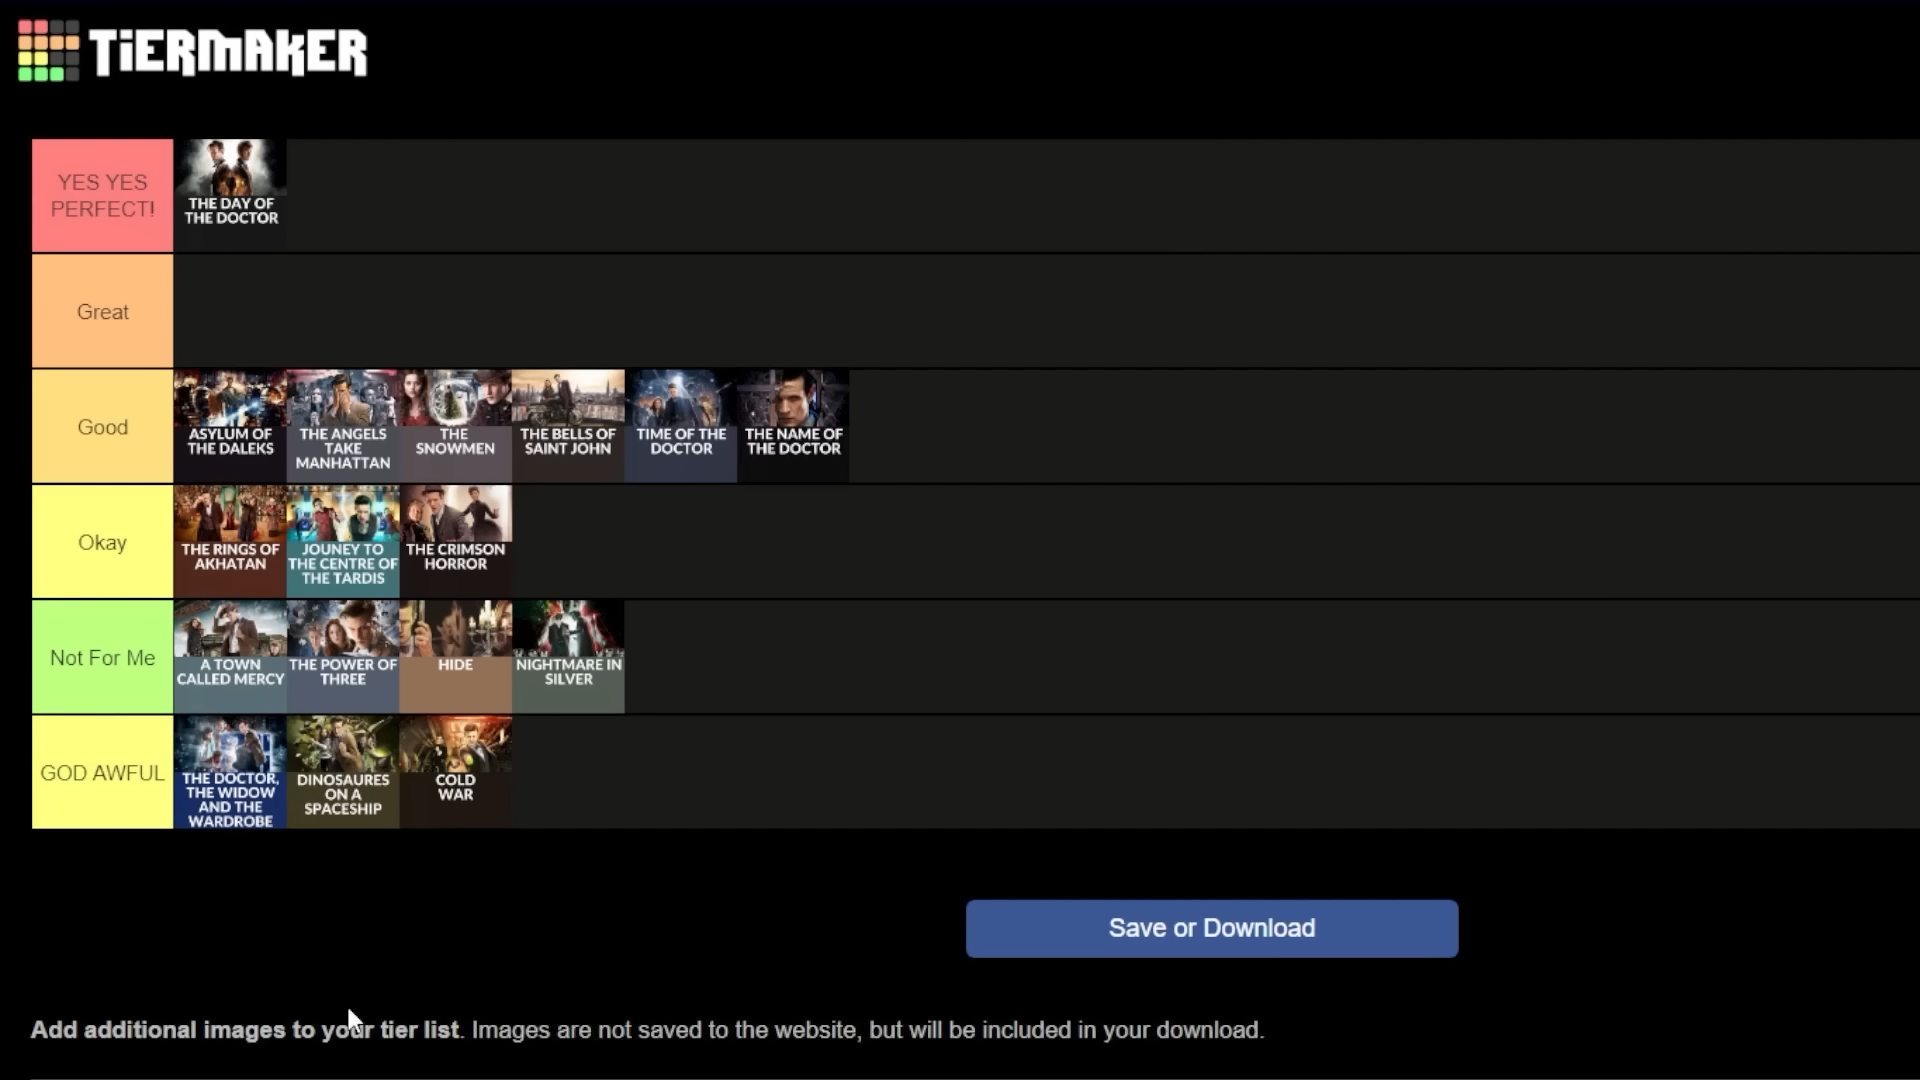 TiERMAKER
YES YES
PERFECT!
THE DAY OF
THE DOCTOR
Great
Good
ASYLUM OF
THE DALEKS
THE ANGELS
TAKE
MANHATTAN
THE
SNOWMEN
THE BELLS OF
SAINT JOHN
TIME OF THE
DOCTOR
THE NAME OF
THE DOCTOR
Okay
THE RINGS OF
AKHATAN
JOUNEY TO
THE CENTRE OF
THE TARDIS
THE CRIMSON
HORROR
Not For Me
A TOWN
CALLED MERCY
THE POWER OF
THREE
HIDE
NIGHTMARE IN
SILVER
GOD AWFUL
THE DOCTOR,
THE WIDOW
AND THE
WARDROBE
DINOSAURES
ON A
SPACESHIP
COLD
WAR
Save or Download
Add additional images to your tier list. Images are not saved to the website, but will be included in your download.